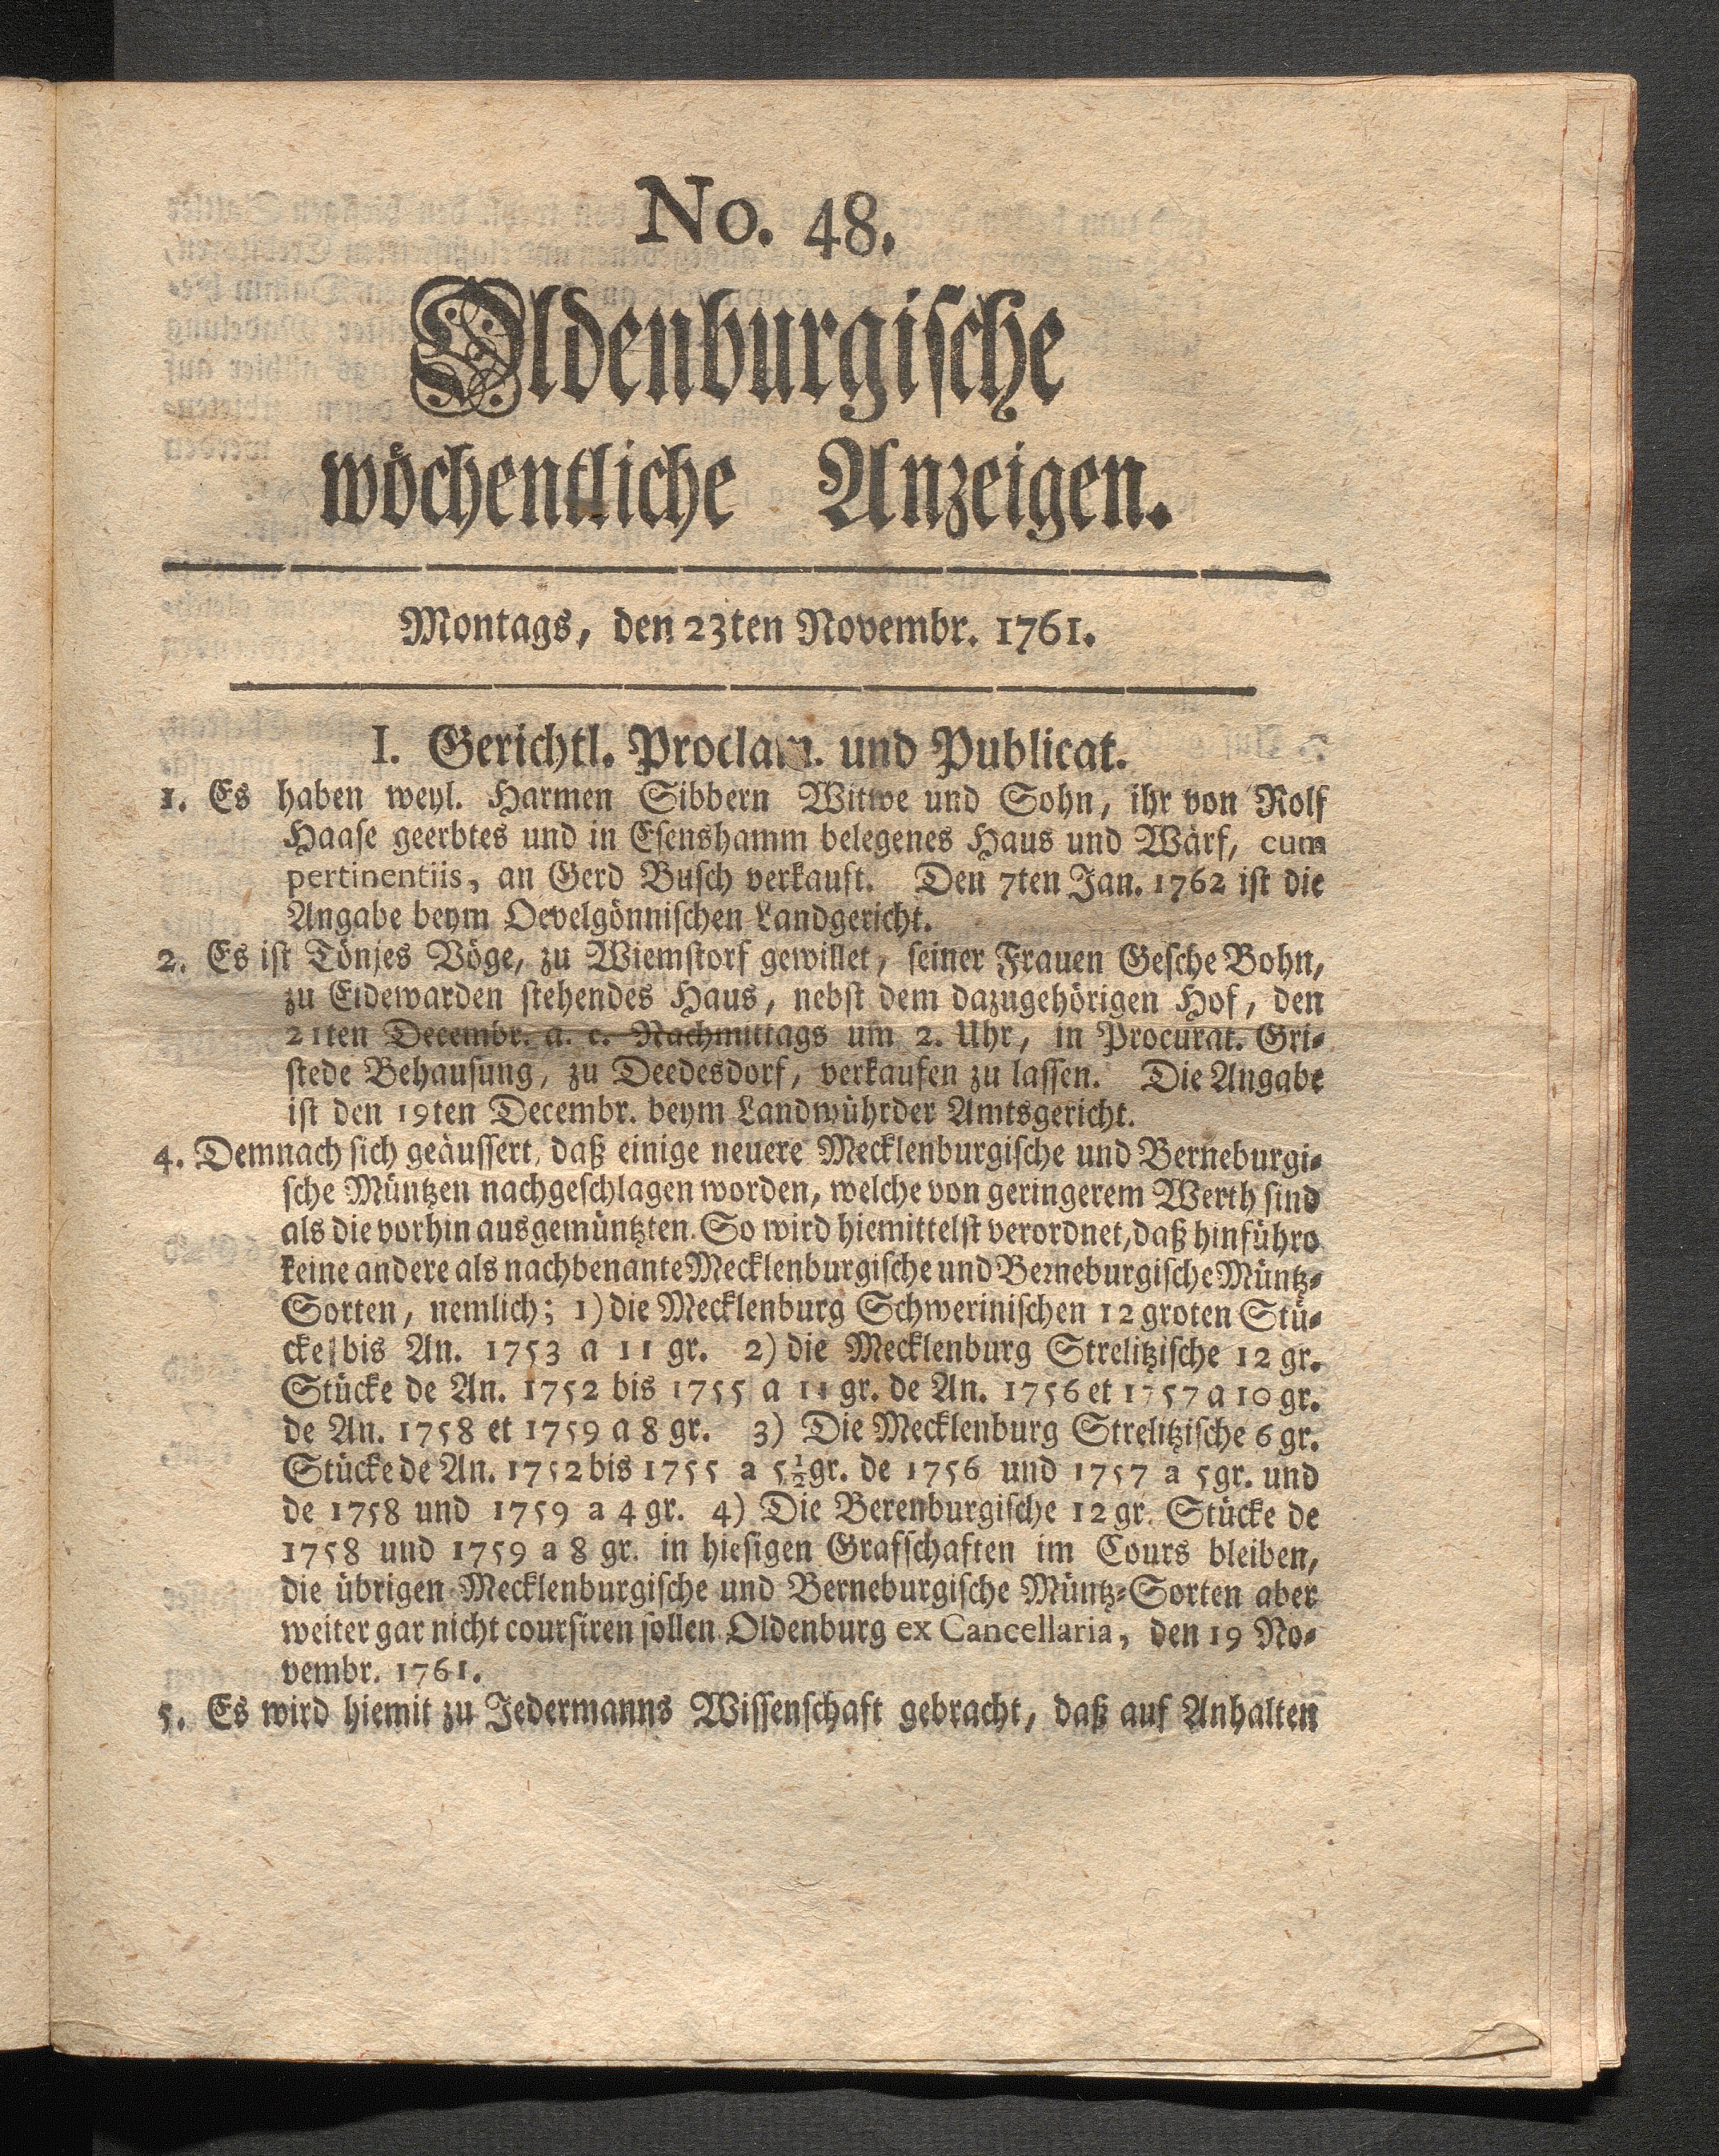 No. 48.
Oldenburgische
wöchentliche Anzeigen.
Montags, den 23ten Novembr. 1761.
I. Gerichtl. Proclam. und Publicat.
1. Es haben weyl. Harmen Sibbern Wittwe und Sohn, ihr von Rolf
Haase geerbtes und in Esenshamm belegenes Haus und Wärf, cum
pertinentiis, an Gerd Busch verkauft. Den 7ten Jan. 1762 ist die
Angabe beym Oevelgönnischen Landgericht.
2. Es ist Tönjes Vöge, zu Wiemstorf gewillet, seiner Frauen Gesche Bohn,
zu Eidewarden stehendes Haus, nebst dem dazugehörigen Hof, den
21ten Decembr. a. c. Nachmittags um 2. Uhr, in Procurat. Gri-
stede Behausung, zu Deedesdorf, verkaufen zu lassen. Die Angabe
ist den 19ten Decembr. beym Landwührder Amtsgericht.
4. Demnach sich geäussert, daß einige neuere Mecklenburgische und Berneburgi-
sche Müntzen nachgeschlagen worden, welche von geringerem Werth sind
als die vorhin ausgemüntzten. So wird hiemittelst verordnet, daß hinführo
keine andere als nachbenante Mecklenburgische und Berneburgische Müntz-
Sorten, nemlich; 1) die Mecklenburg Schwerinischen 12 groten Stü-
cke bis An. 1753 a 11 gr. 2) die Mecklenburg Strelitzische 12 gr.
Stücke de An. 1752 bis 1755 a 11 gr. de An. 1756 et 1757 a 10 gr.
de An. 1758 et 1759 a 8 gr. 3) Die Mecklenburg Strelitzische 6 gr.
Stücke de An. 1752 bis 1755 a 5½gr. de 1756 und 1757 a 5gr. und
de 1758 und 1759 a 4 gr. 4) Die Berenburgische 12 gr. Stücke de
1758 und 1759 a 8 gr. in hiesigen Grafschaften im Cours bleiben,
die übrigen Mecklenburgische und Berneburgische Müntz-Sorten aber
weiter gar nicht coursiren sollen. Oldenburg ex Cancellaria, den 19 No-
vembr. 1761.
5. Es wird hiemit zu Jedermanns Wissenschaft gebracht, daß auf Anhalten